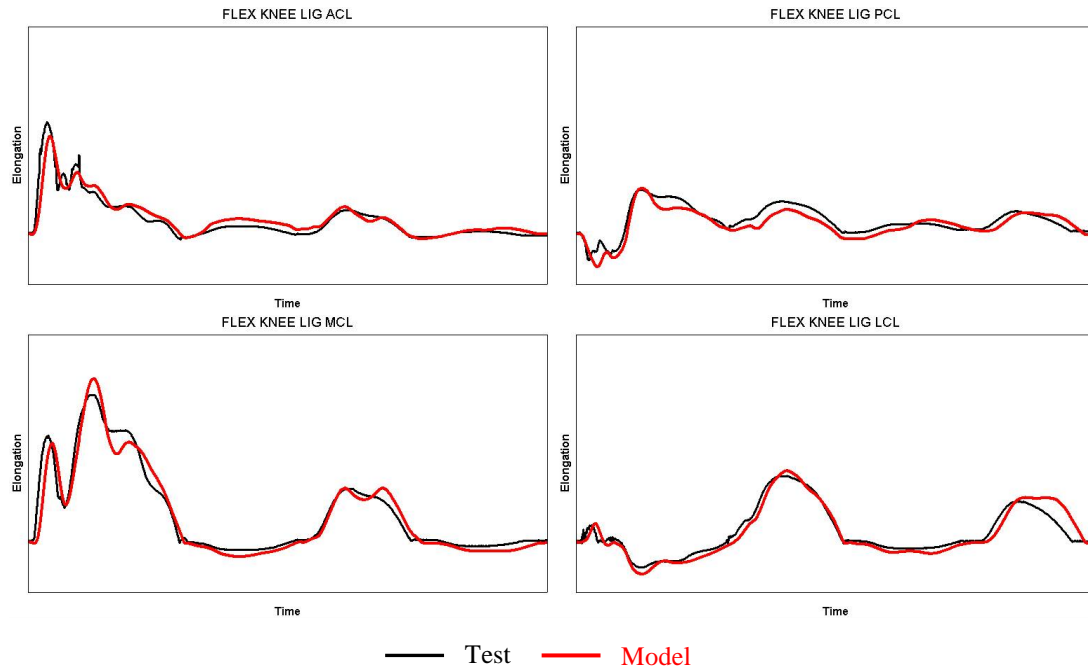 FLEX KNEE LIG ACL
Elongation
Time
FLEX KNEE LIG PCL
Elongation
Time
FLEX KNEE LIG MCL
Elongation
Time
FLEX KNEE LIG LCL
Elongation
Time
Test Model